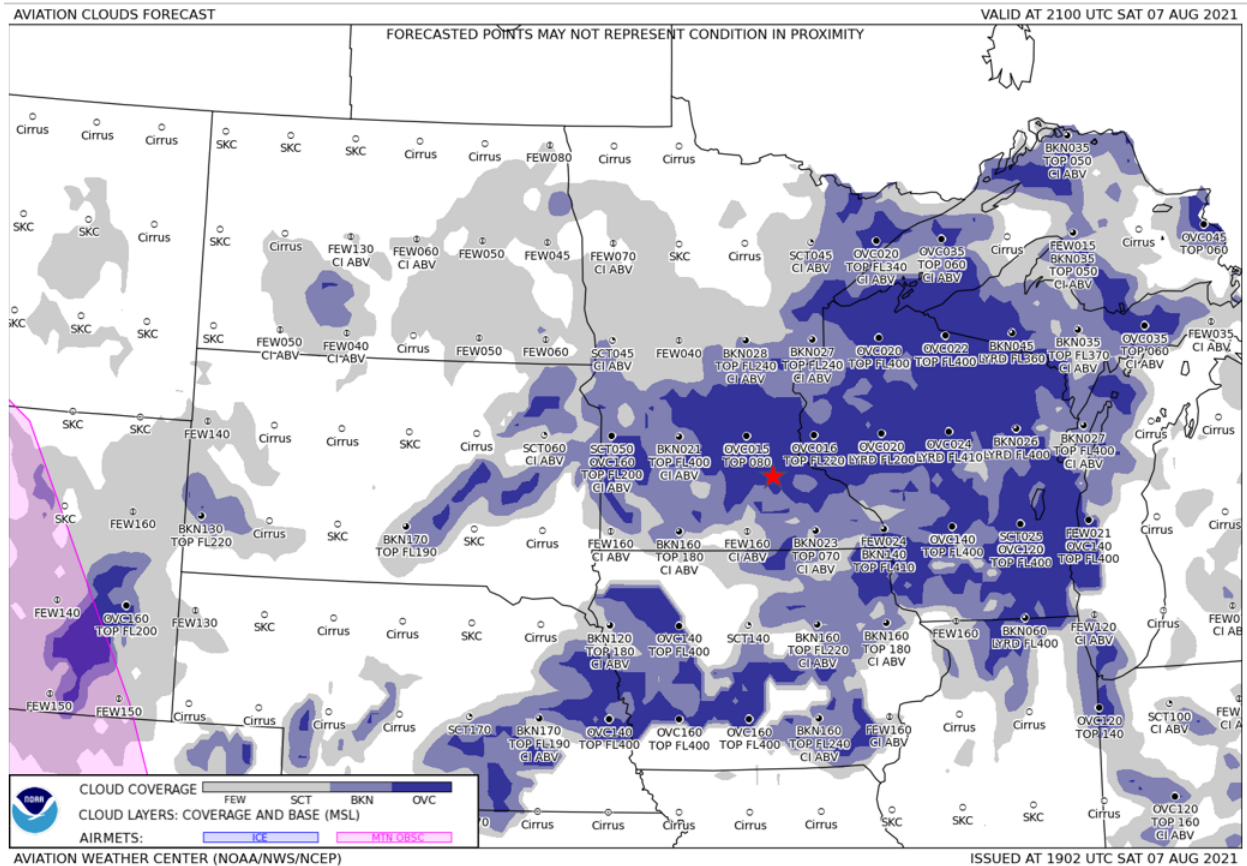 AVIATION CLOUDS FORECAST
VALID AT 2100 UTC SAT 07 AUG 2021
FORECASTED POINTS MAY NOT REPRESENT CONDITION IN PROXIMITY
Cirrus
Cirrus
Cirrus
SKC
SKC
SKC
Cirrus
Cirrus
FEW080
Cirrus
Cirrus
BKN035
TOP 050
CI ABV
SKC
SKC
Cirrus
SKC
Cirrus
FEW130
CI ABV
FEW060
CI ABV
FEW050
FEW045
FEW070
CI ABV
SKC
Cirrus
SCT045
CI ABV
OVC020
TOP FL340
CI ABV
OVC035
TOP 060
CI ABV
Cirrus
FEW015
BKN035
TOP 050
CI ABV
Cirrus
OVC045
TOP 060
SKC
SKC
SKC
SKC
FEW050
CI ABV
FEW040
CI ABV
Cirrus
FEW050
FEW060
SCT045
CI ABV
FEW040
BKN028
TOP FL240
CI ABV
BKN027
TOP FL240
CI ABV
OVC020
TOP FL400
OVC022
TOP FL400
BKN045
LYRD FL360
BKN035
TOP FL370
CI ABV
OVC035
TOP 060
CI ABV
FEW035
CI ABV
SKC
SKC
FEW140
Cirrus
Cirrus
SKC
Cirrus
SCT060
CI ABV
SCT050
OVC160
TOP FL200
CI ABV
BKN021
TOP FL400
CI ABV
OVC015
TOP 080
OVC016
TOP FL220
OVC020
LYRD FL200
OVC024
LYRD FL410
BKN026
LYRD FL400
BKN027
TOP FL400
CI ABV
Cirrus
Cirrus
SKC
FEW160
BKN130
TOP FL220
Cirrus
SKC
BKN170
TOP FL190
SKC
Cirrus
FEW160
CI ABV
BKN160
TOP 180
CI ABV
FEW160
CI ABV
BKN023
TOP 070
CI ABV
FEW024
BKN140
TOP FL410
OVC140
TOP FL400
SCT025
OVC120
TOP FL400
FEW021
OVC140
TOP FL400
Cirrus
Cirrus
FEW140
OVC160
TOP FL200
FEW130
SKC
Cirrus
Cirrus
SKC
Cirrus
BKN120
TOP 180
CI ABV
OVC140
TOP FL400
SCT140
BKN160
TOP FL220
CI ABV
BKN160
TOP 180
CI ABV
FEW160
BKN060
LYRD FL400
FEW120
CI ABV
Cirrus
FEW150
FEW150
Cirrus
Cirrus
Cirrus
Cirrus
SCT170
BKN170
TOP FL190
CI ABV
OVC140
TOP FL400
OVC160
TOP FL400
OVC160
TOP FL400
BKN160
TOP FL240
CI ABV
FEW160
CI ABV
Cirrus
Cirrus
OVC120
TOP 140
SCT100
CI ABV
Cirrus
Cirrus
Cirrus
Cirrus
Cirrus
Cirrus
SKC
SKC
Cirrus
OVC120
TOP 160
CI ABV
NOAA
CLOUD COVERAGE
FEW SCT BKN OVC
CLOUD LAYERS: COVERAGE AND BASE (MSL)
AIRMETS: ICE MTN OBSC
AVIATION WEATHER CENTER (NOAA/NWS/NCEP)
ISSUED AT 1902 UTC SAT 07 AUG 2021